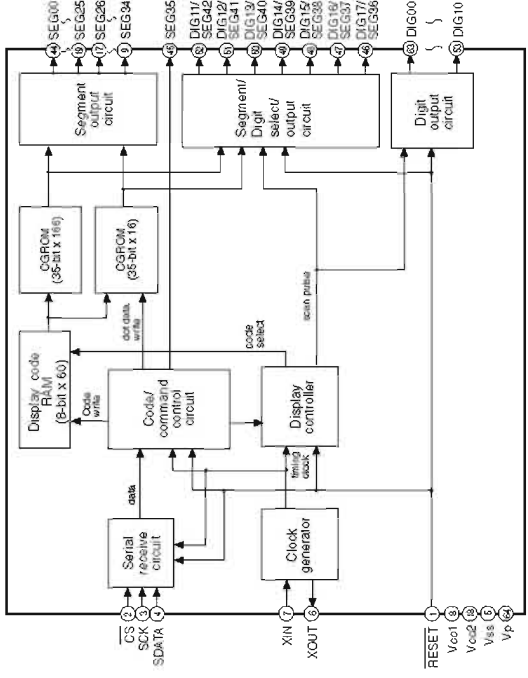 44 SEG00
19 SEG25
17 SEG26
9 SEG34
45 SEG35
52 DIG11/
SEG42
51 DIG12/
SEG41
50 DIG13/
SEG40
49 DIG14/
SEG39
48 DIG15/
SEG38
47 DIG16/
SEG37
46 DIG17/
SEG36
63 DIG00
53 DIG10
Segment
output
circuit
Segment/
Digit
select/
output
circuit
Digit
output
circuit
CGROM
(35-bit x 166)
CGROM
(35-bit x 16)
scan pulse
dot data
write
code
select
Display code
RAM
(8-bit x 60)
Code
write
Code/
command
control
circuit
Display
controller
data
timing
clock
Serial
receive
circuit
Clock
generator
CS 2
SCK 3
SDATA 4
XIN 7
XOUT 6
RESET 1
Vcc1 8
Vcc2 18
Vss 5
Vp 64